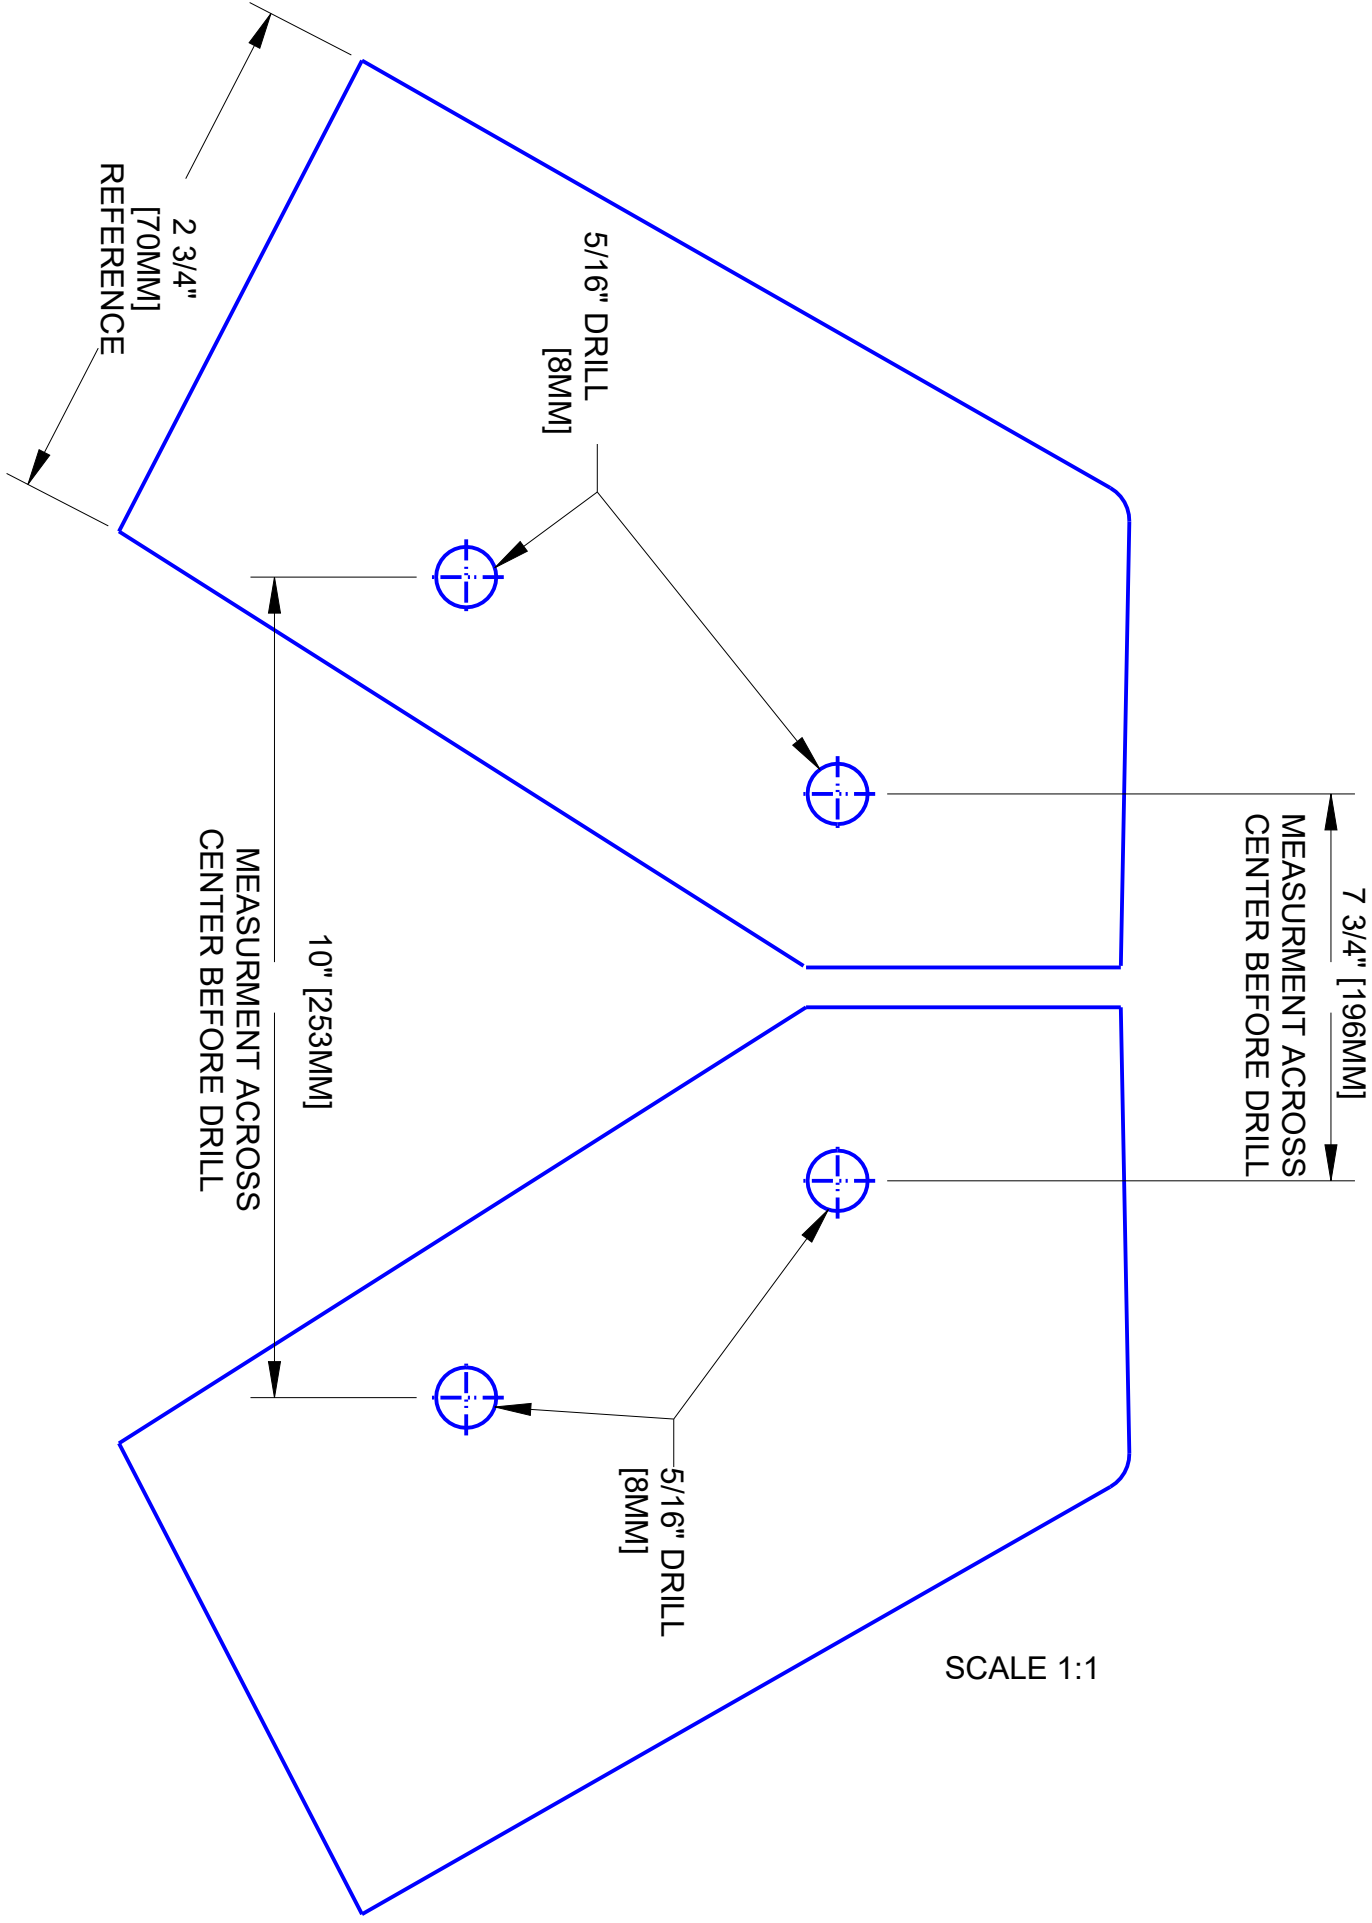 7 3/4" [196MM]
MEASURMENT ACROSS
CENTER BEFORE DRILL
5/16" DRILL
[8MM]
2 3/4"
[70MM]
REFERENCE
10" [253MM]
MEASURMENT ACROSS
CENTER BEFORE DRILL
5/16" DRILL
[8MM]
SCALE 1:1